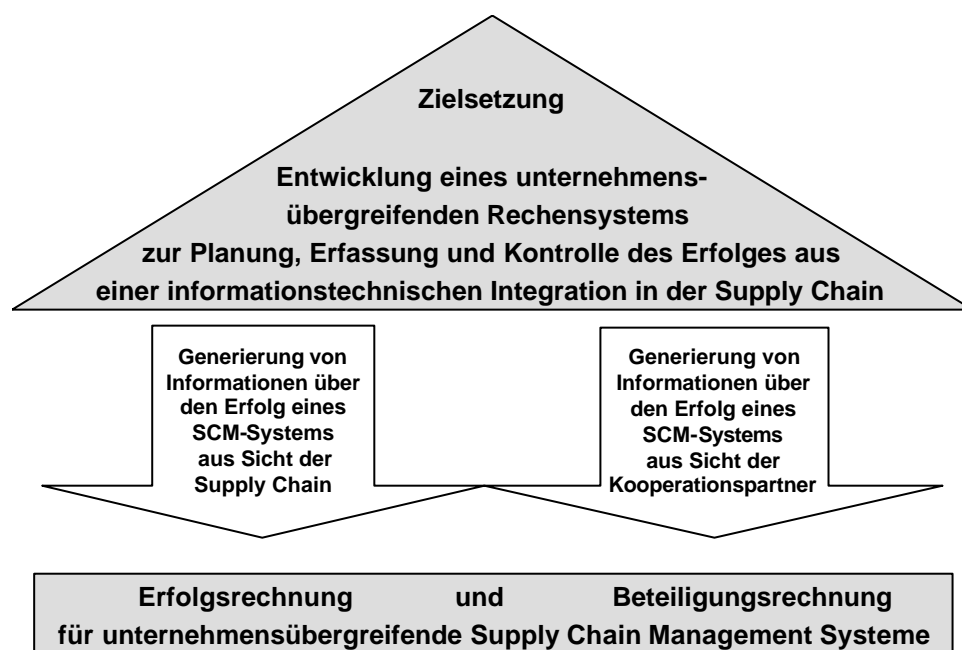 Zielsetzung
Entwicklung eines unternehmens-
übergreifenden Rechensystems
zur Planung, Erfassung und Kontrolle des Erfolges aus
einer informationstechnischen Integration in der Supply Chain
Generierung von
Informationen über
den Erfolg eines
SCM-Systems
aus Sicht der
Supply Chain
Generierung von
Informationen über
den Erfolg eines
SCM-Systems
aus Sicht der
Kooperationspartner
Erfolgsrechnung und Beteiligungsrechnung
für unternehmensübergreifende Supply Chain Management Systeme